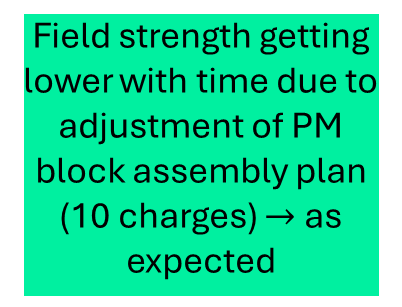 Field strength getting
lower with time due to
adjustment of PM
block assembly plan
(10 charges) → as
expected